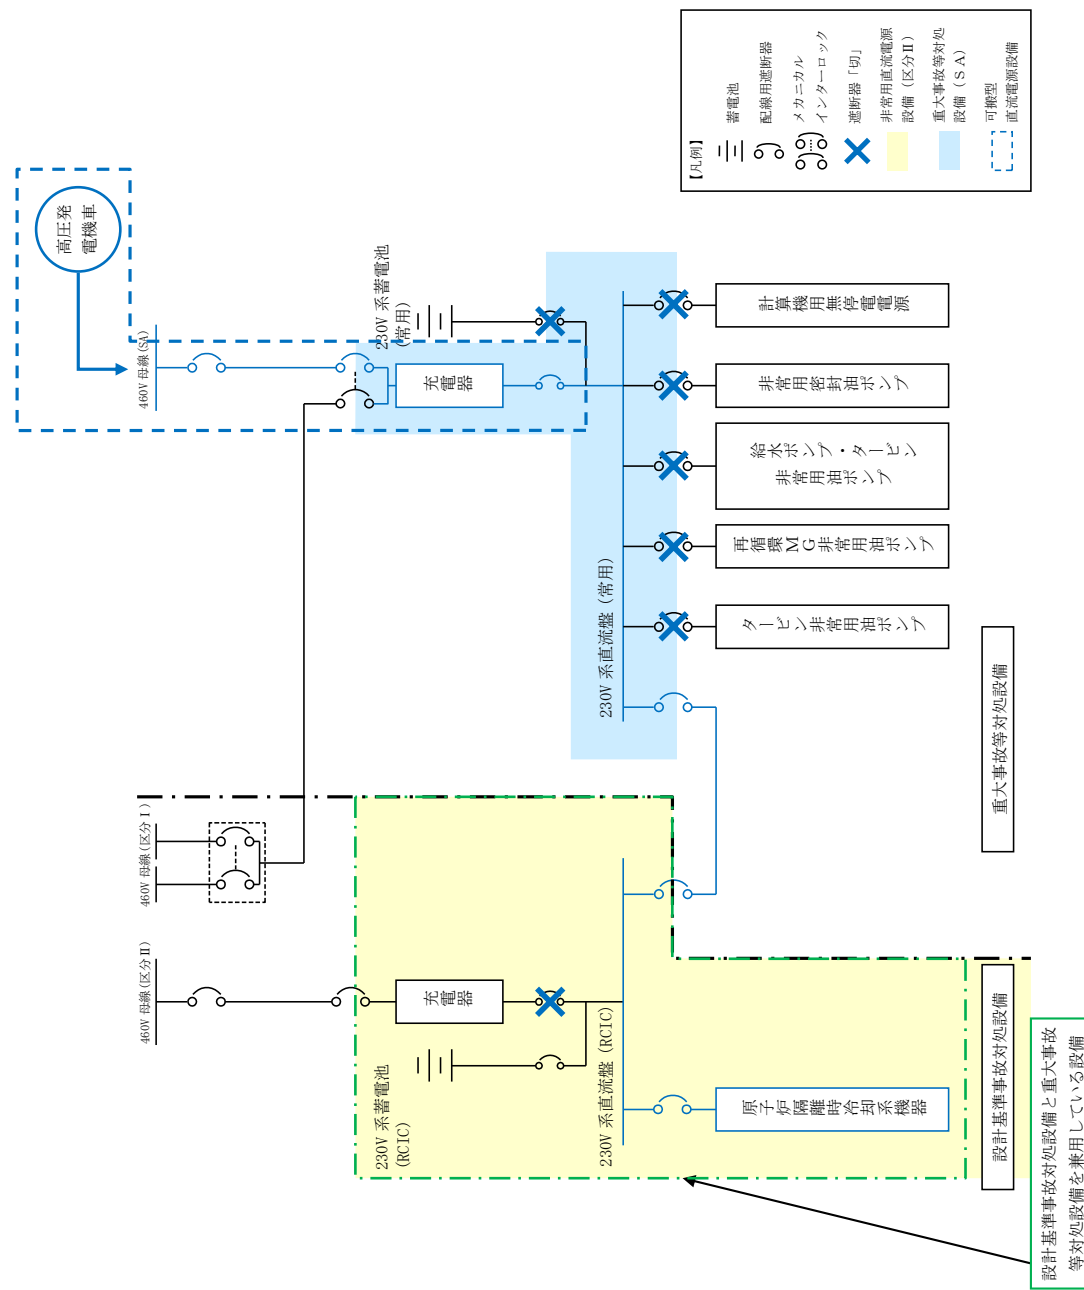 【凡例】
蓄電池
配線用遮断器
メカニカル
インターロック
遮断器「切」
非常用直流電源
設備（区分Ⅱ）
重大事故等対処
設備（ＳＡ）
可搬型
直流電源設備
高圧発
電機車
460V 母線(SA)
230V 系蓄電池
(常用)
充電器
計算機用無停電電源
非常用密封油ポンプ
給水ポンプ・タービン
非常用油ポンプ
再循環ＭＧ非常用油ポンプ
タービン非常用油ポンプ
230V 系直流盤（常用）
重大事故等対処設備
460V 母線(区分Ⅰ)
460V 母線(区分Ⅱ)
充電器
230V 系蓄電池
(RCIC)
230V 系直流盤（RCIC）
原子炉隔離時冷却系機器
設計基準事故対処設備
設計基準事故対処設備と重大事故
等対処設備を兼用している設備